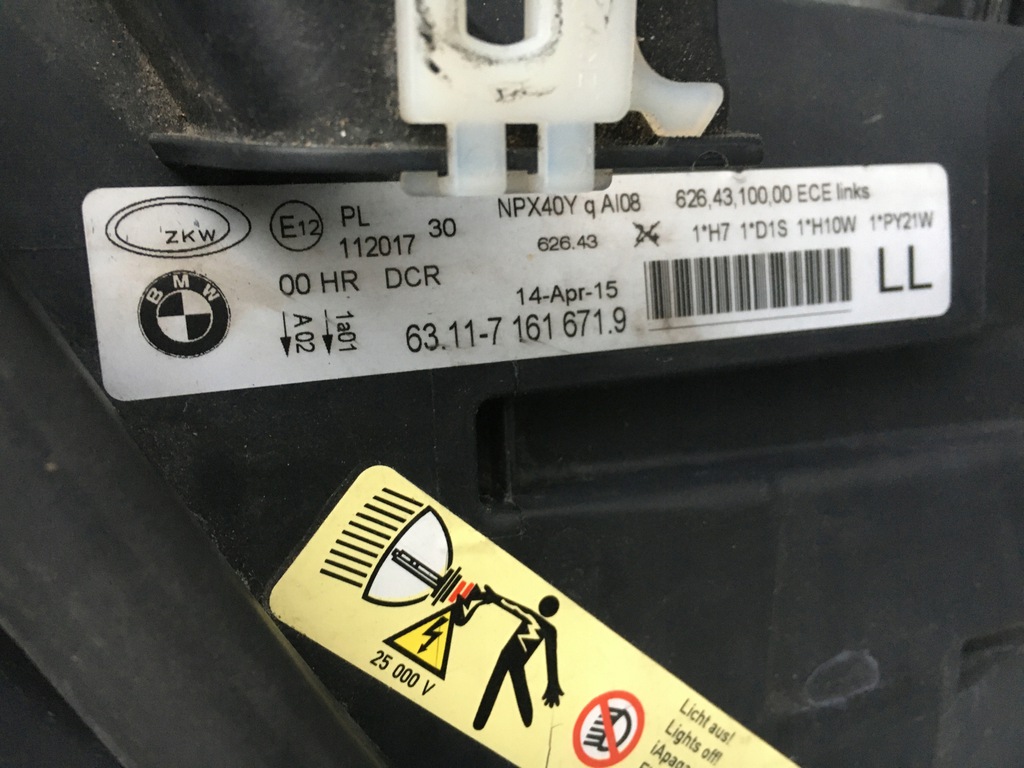 ZKW
E12
PL
30
112017
00 HR DCR
NPX40Y q AI08 626,43,100,00 ECE links
626.43
1*H7 1*D1S 1*H10W 1*PY21W
14-Apr-15
LL
BMW
A 02
1a01
63.11-7 161 671.9
25 000 V
Licht aus!
Lights off!